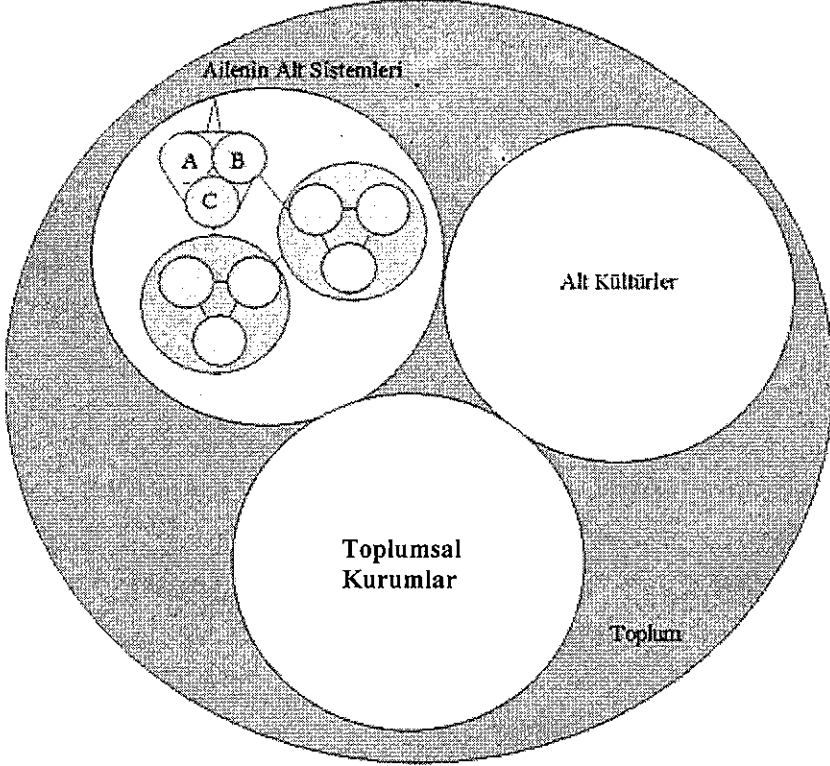 Ailenin Alt Sistemleri
A B
C
Alt Kültürler
Toplumsal
Kurumlar
Toplum